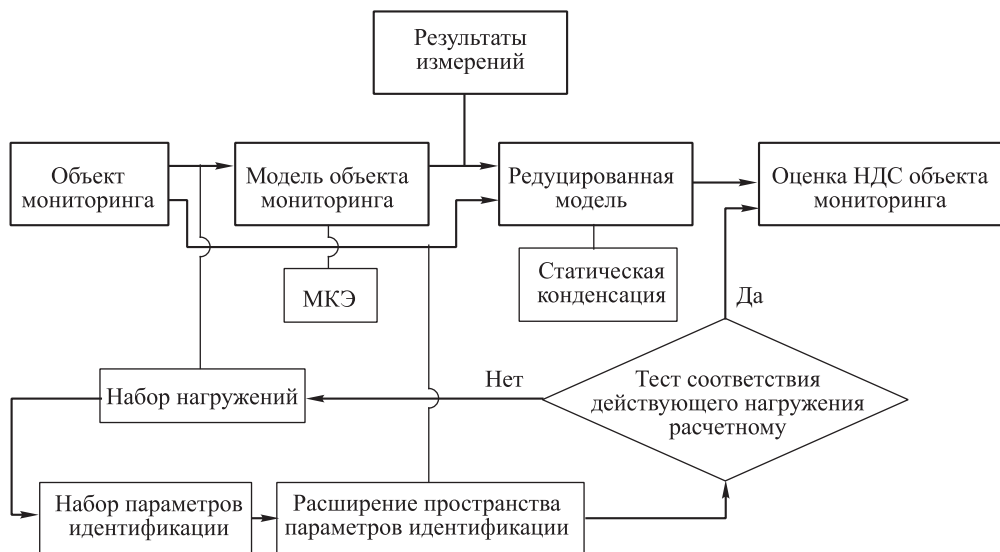 Результаты
измерений
Объект
мониторинга
Модель объекта
мониторинга
Редуцированная
модель
Оценка НДС объекта
мониторинга
МКЭ
Статическая
конденсация
Да
Нет
Набор нагружений
Тест соответствия
действующего нагружения
расчетному
Набор параметров
идентификации
Расширение пространства
параметров идентификации